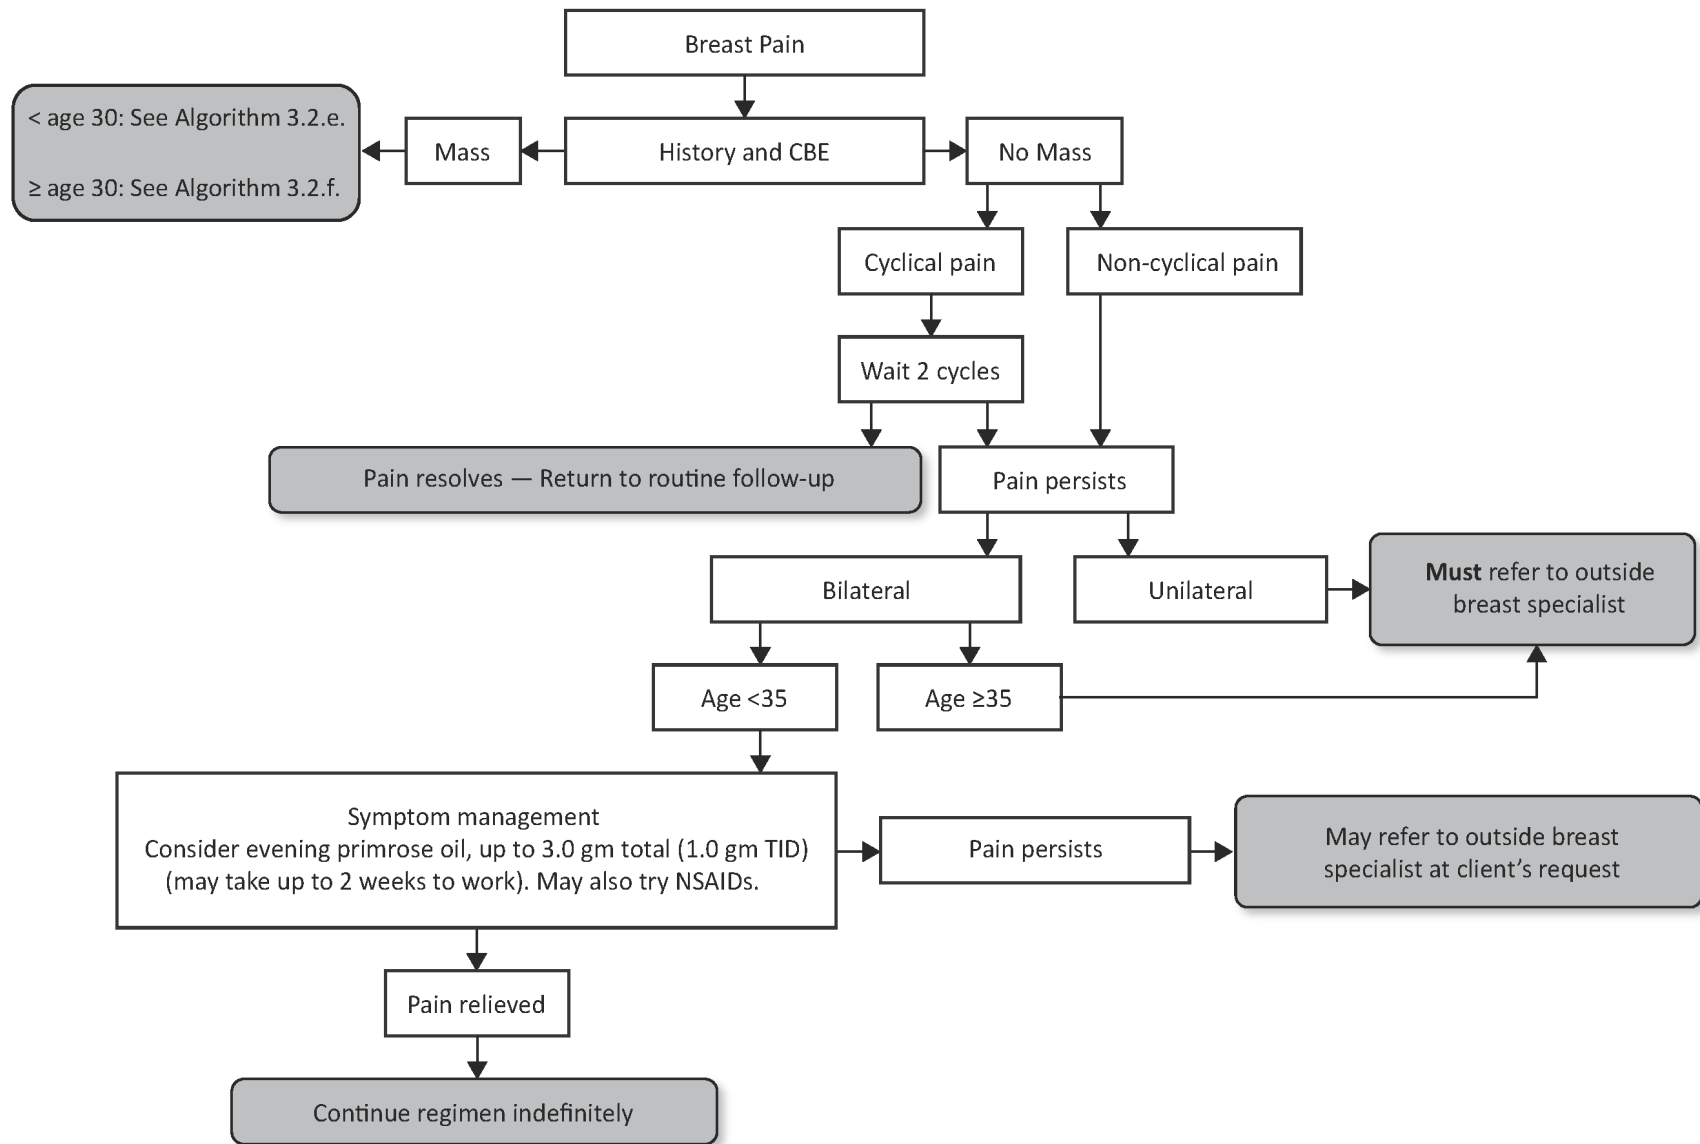 Breast Pain
< age 30: See Algorithm 3.2.e.
≥ age 30: See Algorithm 3.2.f.
Mass
History and CBE
No Mass
Cyclical pain
Non-cyclical pain
Wait 2 cycles
Pain resolves — Return to routine follow-up
Pain persists
Bilateral
Unilateral
Must refer to outside
breast specialist
Age <35
Age ≥35
Symptom management
Consider evening primrose oil, up to 3.0 gm total (1.0 gm TID)
(may take up to 2 weeks to work). May also try NSAIDs.
Pain persists
May refer to outside breast
specialist at client’s request
Pain relieved
Continue regimen indefinitely